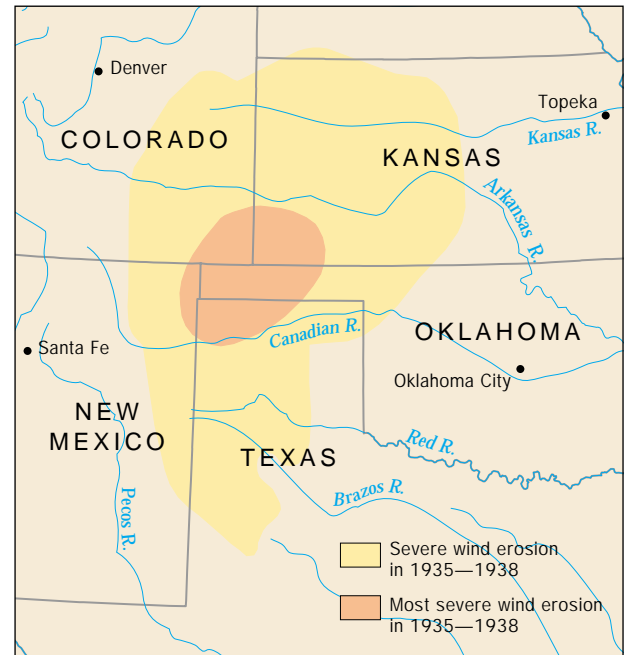 Denver
Topeka
Kansas R.
COLORADO
KANSAS
Arkansas R.
Canadian R.
OKLAHOMA
Santa Fe
Oklahoma City
NEW
MEXICO
TEXAS
Red R.
Pecos R.
Brazos R.
Severe wind erosion
in 1935—1938
Most severe wind erosion
in 1935—1938